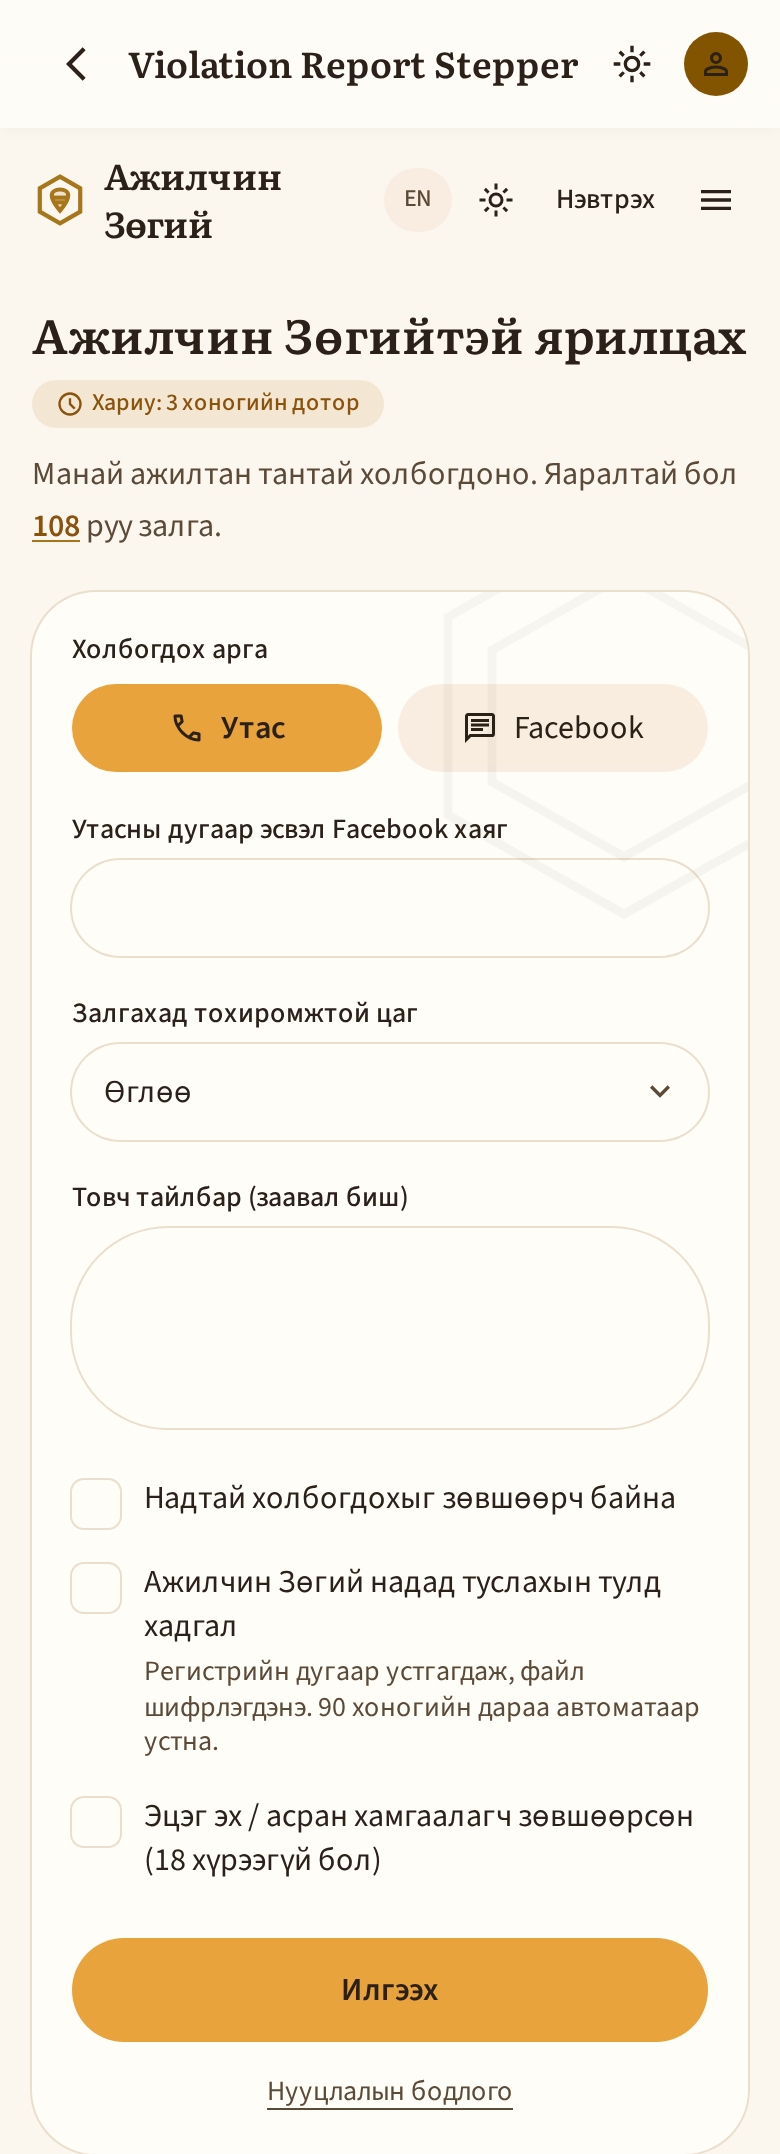 Violation Report Stepper
Ажилчин
Зөгий
EN
Нэвтрэх
Ажилчин Зөгийтэй ярилцах
Хариу: 3 хоногийн дотор
Манай ажилтан тантай холбогдоно. Яаралтай бол
108 руу залга.
Холбогдох арга
Утас
Facebook
Утасны дугаар эсвэл Facebook хаяг
Залгахад тохиромжтой цаг
Өглөө
Товч тайлбар (заавал биш)
Надтай холбогдохыг зөвшөөрч байна
Ажилчин Зөгий надад туслахын тулд
хадгал
Регистрийн дугаар устгагдаж, файл
шифрлэгдэнэ. 90 хоногийн дараа автоматаар
устна.
Эцэг эх / асран хамгаалагч зөвшөөрсөн
(18 хүрээгүй бол)
Илгээх
Нууцлалын бодлого